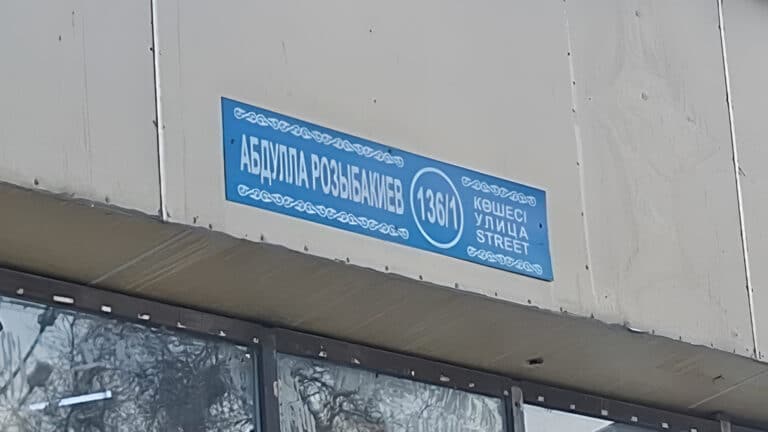 АБДУЛЛА РОЗЫБАКИЕВ
136/1
КӨШЕСІ
УЛИЦА
STREET